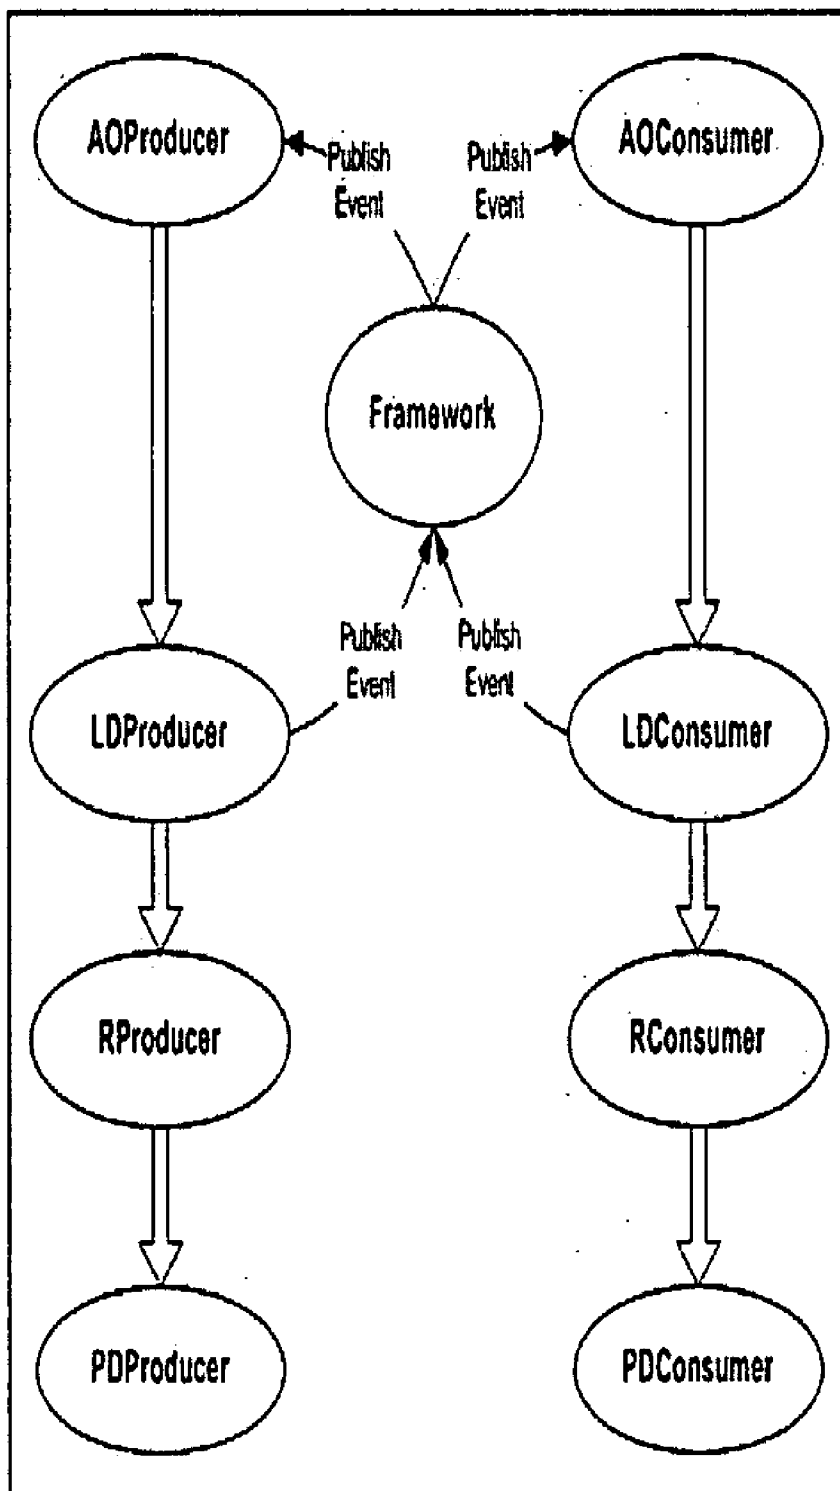 AOProducer
AOConsumer
Publish
Event
Publish
Event
Framework
Publish
Event
Publish
Event
LDProducer
LDConsumer
RProducer
RConsumer
PDProducer
PDConsumer